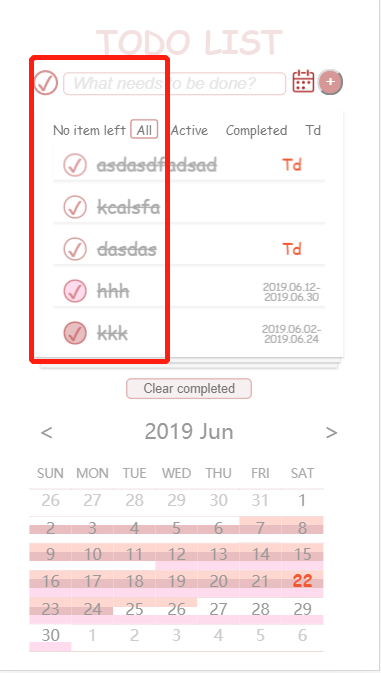 TODO LIST
What needs to be done? +
No item left All Active Completed Td
asdasdfadsad Td
kcalsfa
dasdas Td
hhh 2019.06.12-
2019.06.30
kkk 2019.06.02-
2019.06.24
Clear completed
< 2019 Jun >
SUN MON TUE WED THU FRI SAT
26 27 28 29 30 31 1
2 3 4 5 6 7 8
9 10 11 12 13 14 15
16 17 18 19 20 21 22
23 24 25 26 27 28 29
30 1 2 3 4 5 6